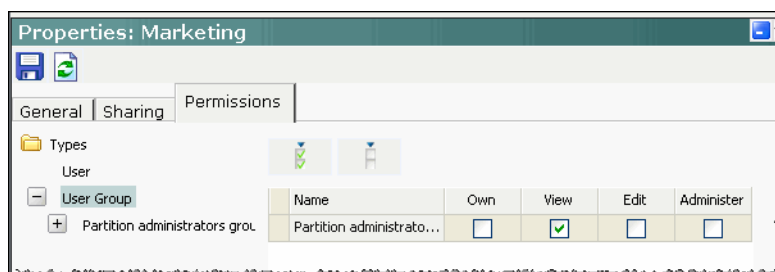 Properties: Marketing
General Sharing Permissions
Types
User
User Group Name Own View Edit Administer
Partition administrators grou Partition administrato...